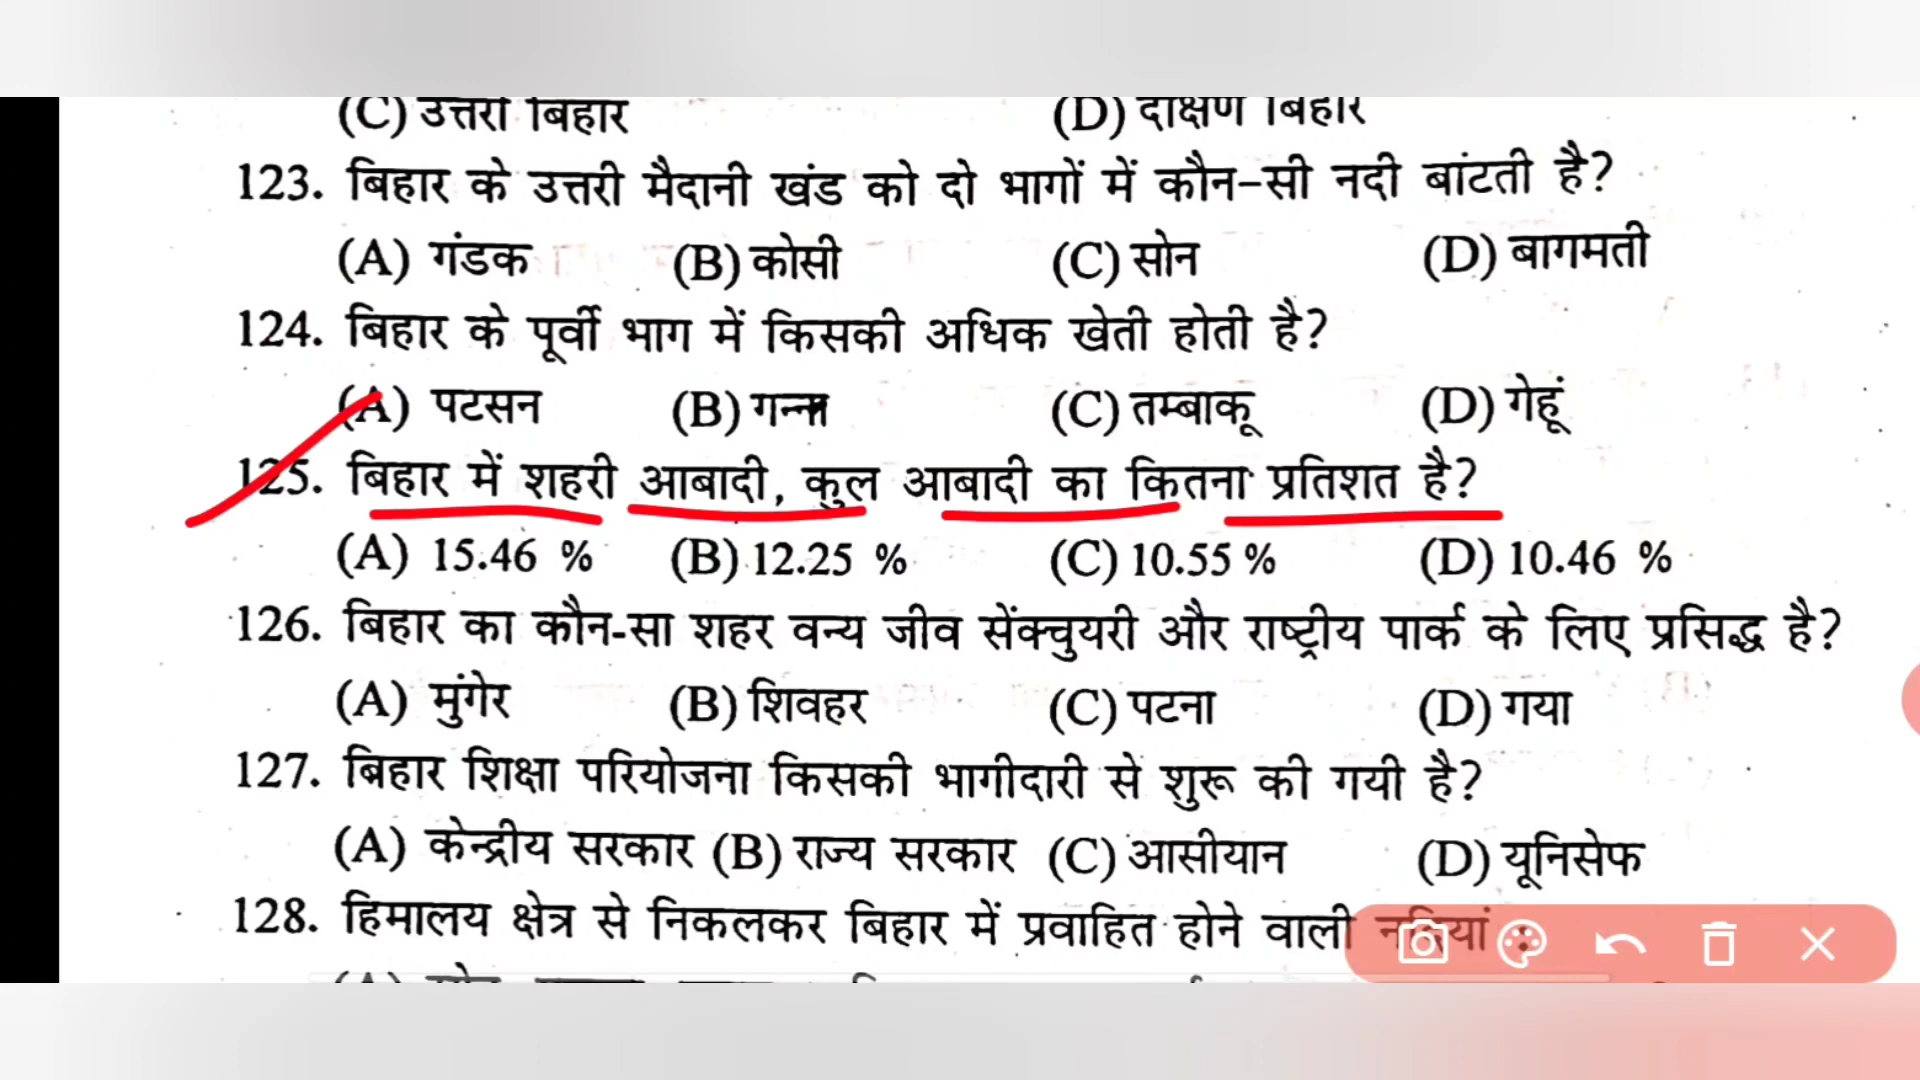 (C) उत्तरी बिहार (D) दक्षिण बिहार
123. बिहार के उत्तरी मैदानी खंड को दो भागों में कौन-सी नदी बांटती है?
(A) गंडक (B) कोसी (C) सोन (D) बागमती
124. बिहार के पूर्वी भाग में किसकी अधिक खेती होती है?
(A) पटसन (B) गन्ना (C) तम्बाकू (D) गेहूं
125. बिहार में शहरी आबादी, कुल आबादी का कितना प्रतिशत है?
(A) 15.46 % (B) 12.25 % (C) 10.55 % (D) 10.46 %
126. बिहार का कौन-सा शहर वन्य जीव सेंक्चुयरी और राष्ट्रीय पार्क के लिए प्रसिद्ध है?
(A) मुंगेर (B) शिवहर (C) पटना (D) गया
127. बिहार शिक्षा परियोजना किसकी भागीदारी से शुरू की गयी है?
(A) केन्द्रीय सरकार (B) राज्य सरकार (C) आसीयान (D) यूनिसेफ
128. हिमालय क्षेत्र से निकलकर बिहार में प्रवाहित होने वाली नदियां :